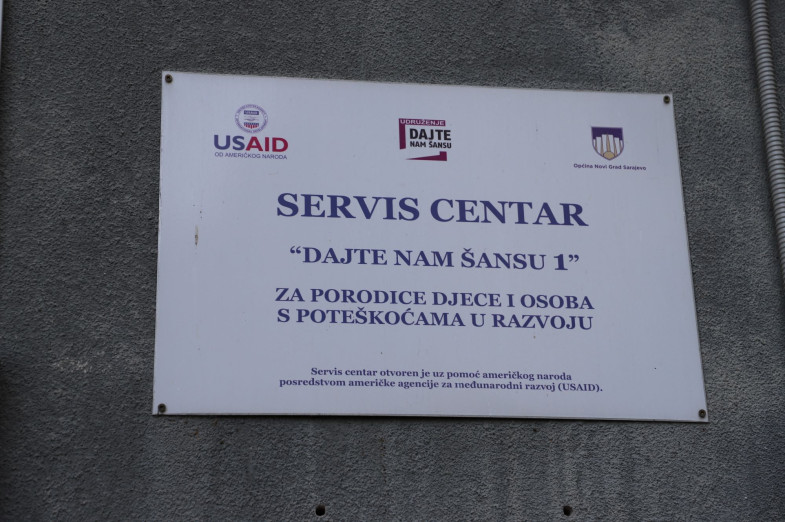 USAID
OD AMERIČKOG NARODA
UDRUŽENJE
DAJTE
NAM ŠANSU
Općina Novi Grad Sarajevo
SERVIS CENTAR
“DAJTE NAM ŠANSU 1”
ZA PORODICE DJECE I OSOBA
S POTEŠKOĆAMA U RAZVOJU
Servis centar otvoren je uz pomoć američkog naroda
posredstvom američke agencije za međunarodni razvoj (USAID).